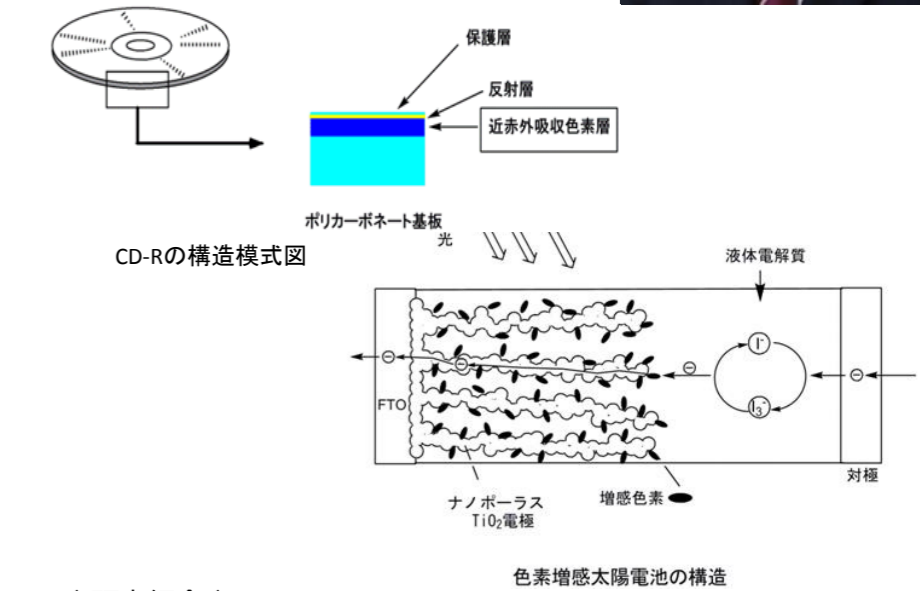 保護層
反射層
近赤外吸収色素層
ポリカーボネート基板
CD-Rの構造模式図
光
液体電解質
I⁻
I₃⁻
FTO
対極
ナノポーラス
TiO₂電極
増感色素
色素増感太陽電池の構造